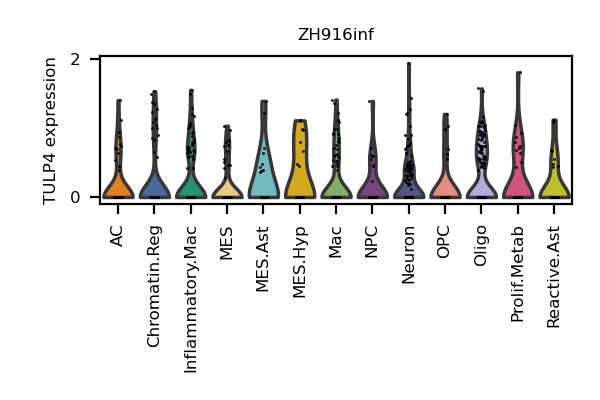 ZH916inf
TULP4 expression
2
0
AC
Chromatin.Reg
Inflammatory.Mac
MES
MES.Ast
MES.Hyp
Mac
NPC
Neuron
OPC
Oligo
Prolif.Metab
Reactive.Ast